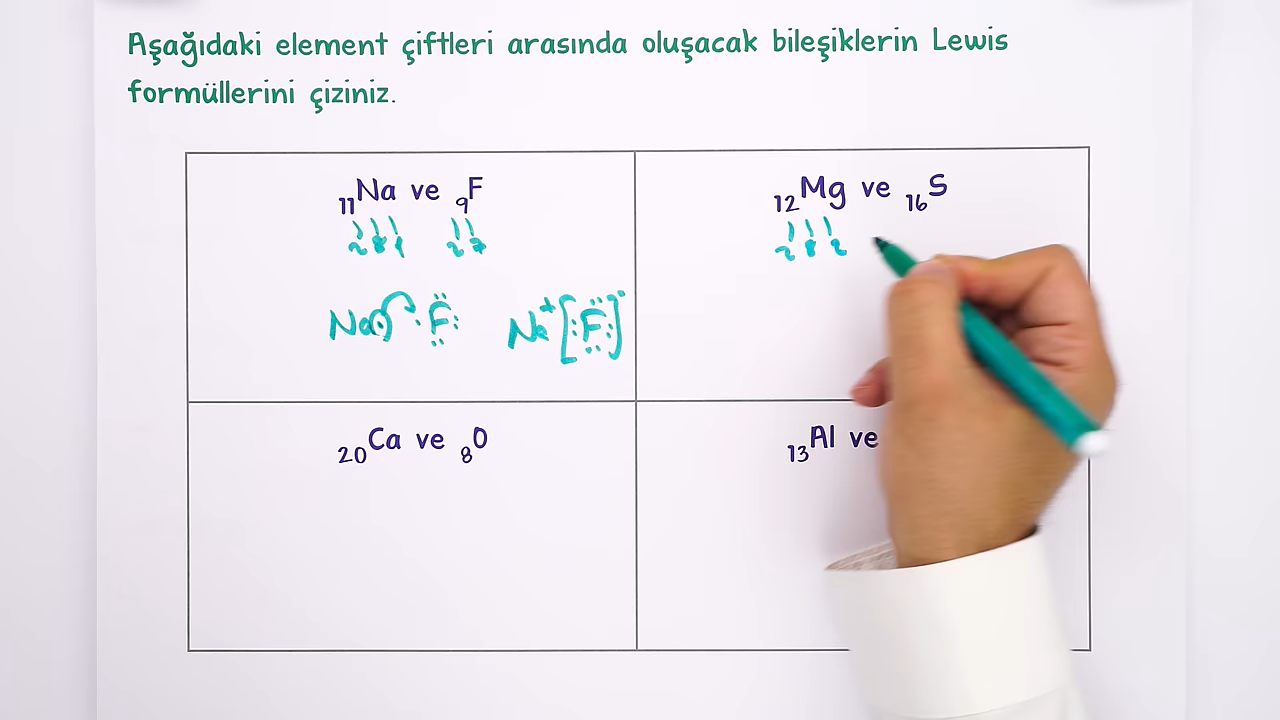 Aşağıdaki element çiftleri arasında oluşacak bileşiklerin Lewis
formüllerini çiziniz.
11Na ve 9F
2 8 1 2 7
Na F Na+ [F]-
12Mg ve 16S
2 8 2
20Ca ve 8O
13Al ve